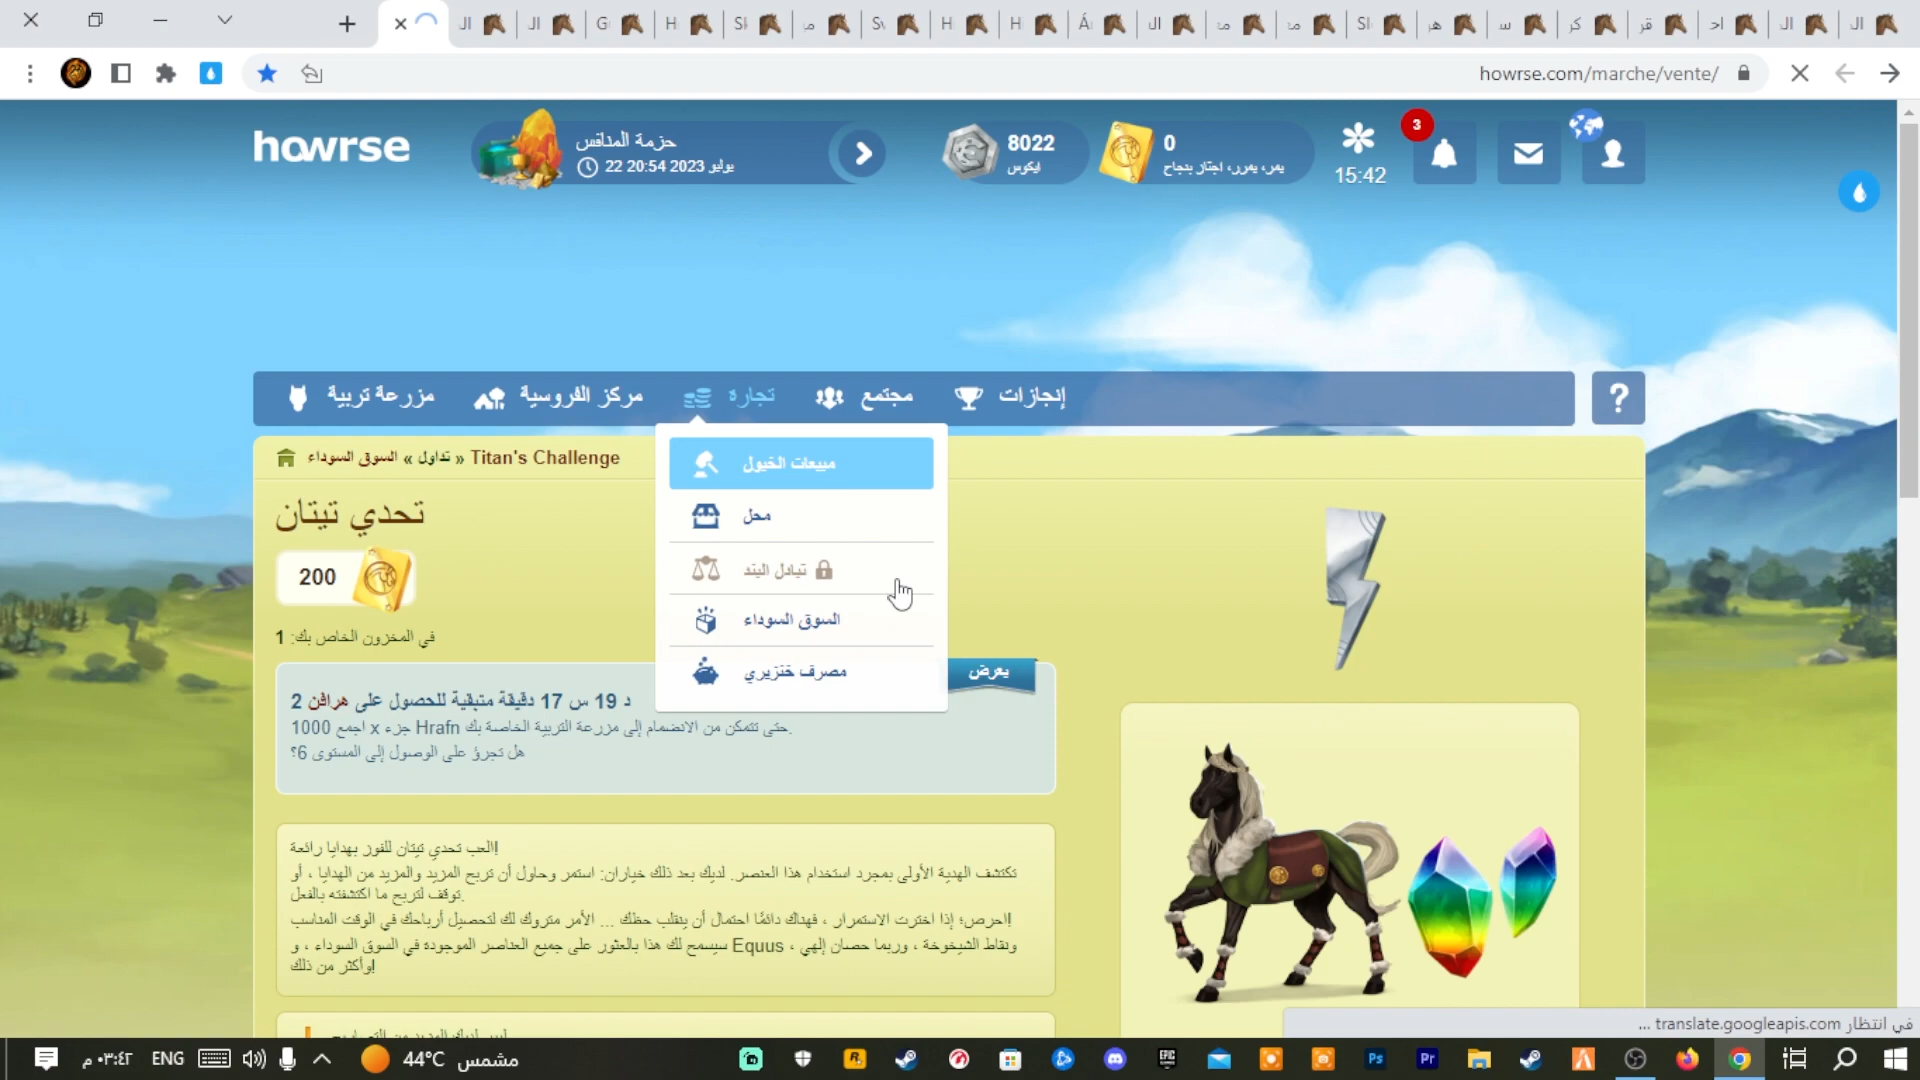 howrse.com/marche/vente/
howrse
حزمة المنافس
22 20:54 2023 يوليو
8022
ايكوس
0
يمر، يمرر، اجتاز بنجاح
15:42
3
مزرعة تربية
مركز الفروسية
تجارة
مجتمع
إنجازات
?
السوق السوداء « تداول « Titan's Challenge
مبيعات الخيول
محل
تبادل البند
السوق السوداء
مصرف خنزيري
تحدي تيتان
200
في المخزون الخاص بك: 1
يعرض
د 19 س 17 دقيقة متبقية للحصول على هرافن 2
حتى تتمكن من الانضمام إلى مزرعة التربية الخاصة بك Hrafn جزء x اجمع 1000.
هل تجرؤ على الوصول إلى المستوى 6؟
العب تحدي تيتان للفوز بهدايا رائعة!
تكتشف الهدية الأولى بمجرد استخدام هذا العنصر. لديك بعد ذلك خياران: استمر وحاول أن تربح المزيد والمزيد من الهدايا ، أو
توقف لتربح ما اكتشفته بالفعل.
احرص؛ إذا اخترت الاستمرار ، فهناك دائمًا احتمال أن ينقلب حظك ... الأمر متروك لك لتحصيل أرباحك في الوقت المناسب!
ونقاط الشيخوخة ، وربما حصان إلهي ، Equus سيسمح لك هذا بالعثور على جميع العناصر الموجودة في السوق السوداء ، و
وأكثر من ذلك!
في انتظار translate.googleapis.com ...
٠٣:٤٢ م
ENG
44°C مشمس